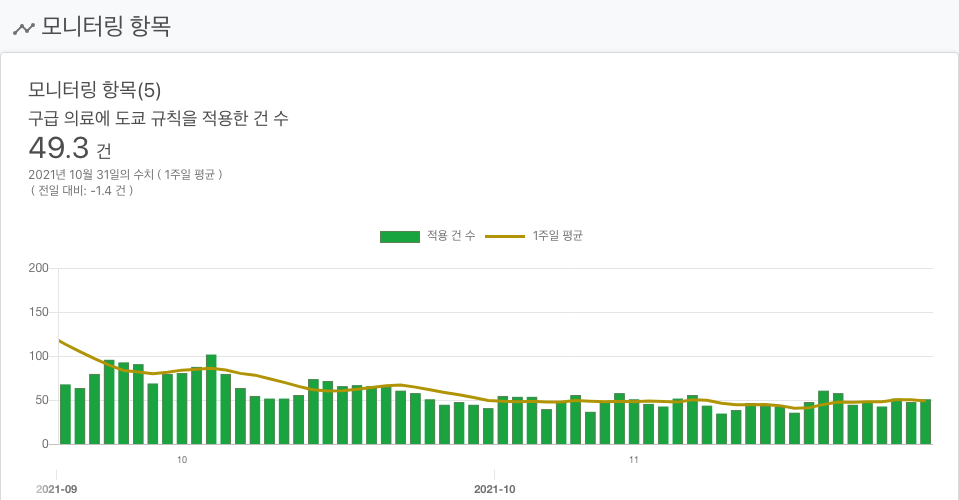 모니터링 항목
모니터링 항목(5)
구급 의료에 도쿄 규칙을 적용한 건 수
49.3 건
2021년 10월 31일의 수치 ( 1주일 평균 )
( 전일 대비: -1.4 건 )
적용 건 수 1주일 평균
200
150
100
50
0
10 11
2021-09 2021-10